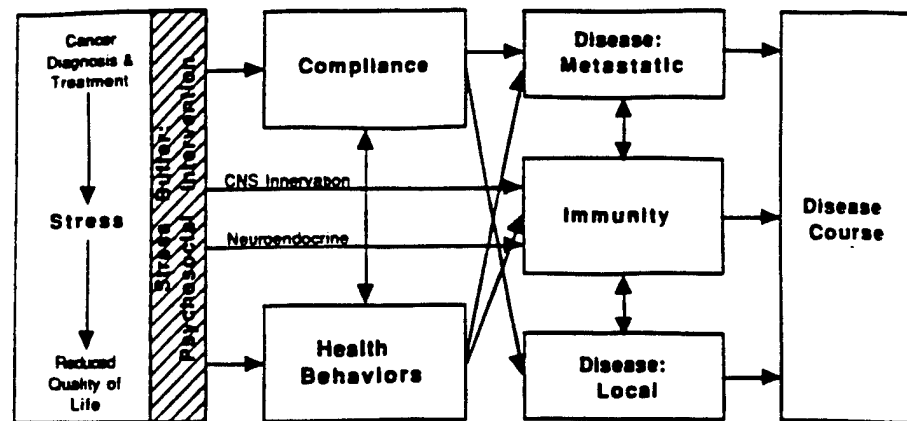 Cancer
Diagnosis &
Treatment
Stress
Reduced
Quality of
Life
Stress Buffer:
Psychosocial Intervention
Compliance
CNS Innervation
Neuroendocrine
Health
Behaviors
Disease:
Metastatic
Immunity
Disease:
Local
Disease
Course